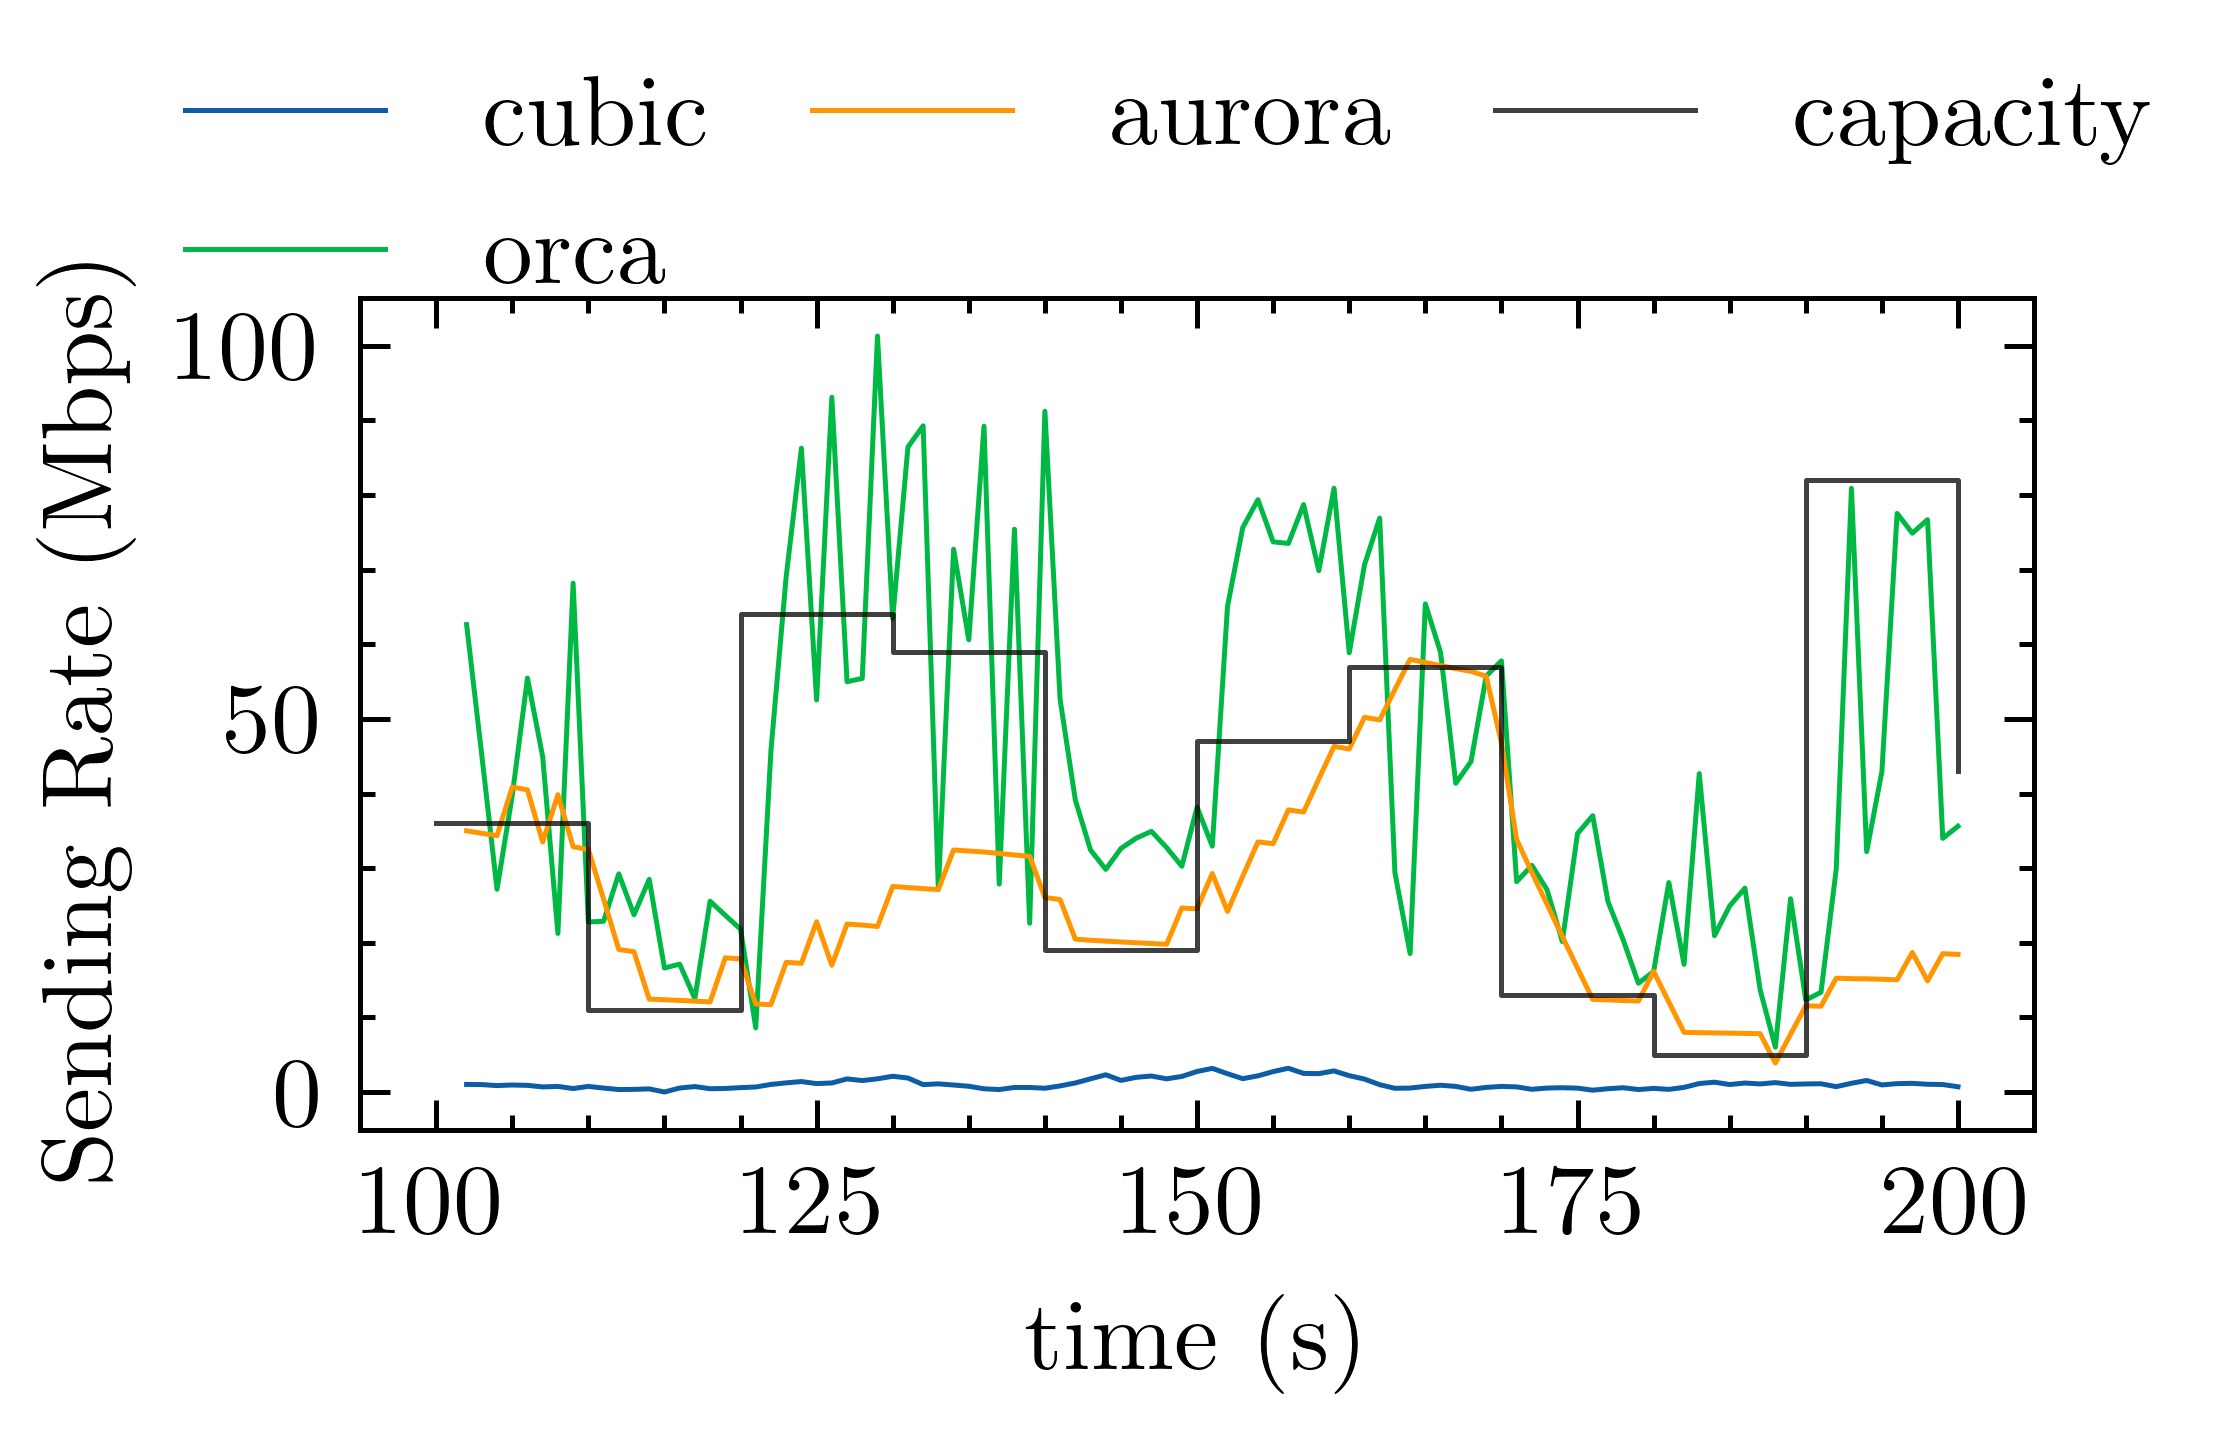 cubic aurora capacity
orca
Sending Rate (Mbps)
100
50
0
100 125 150 175 200
time (s)